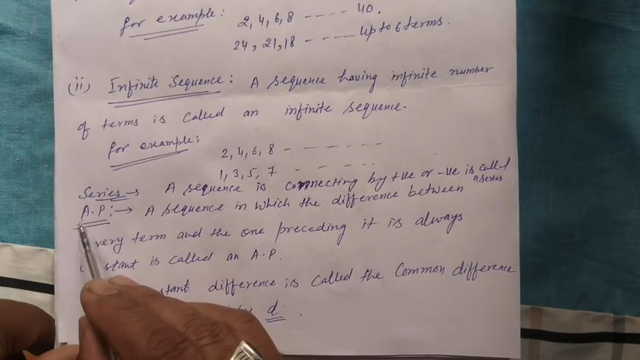 for example: 2, 4, 6, 8 ---- 40.
24, 21, 18 ---- up to 6 terms.
(ii) Infinite Sequence: A sequence having infinite number
of terms is called an infinite sequence.
for example: 2, 4, 6, 8 -------
1, 3, 5, 7 -----
Series → A sequence is connecting by +ve or -ve is called a series
A.P: → A sequence in which the difference between
very term and the one preceding it is always
stant is called an A.P.
stant difference is called the Common difference
d.